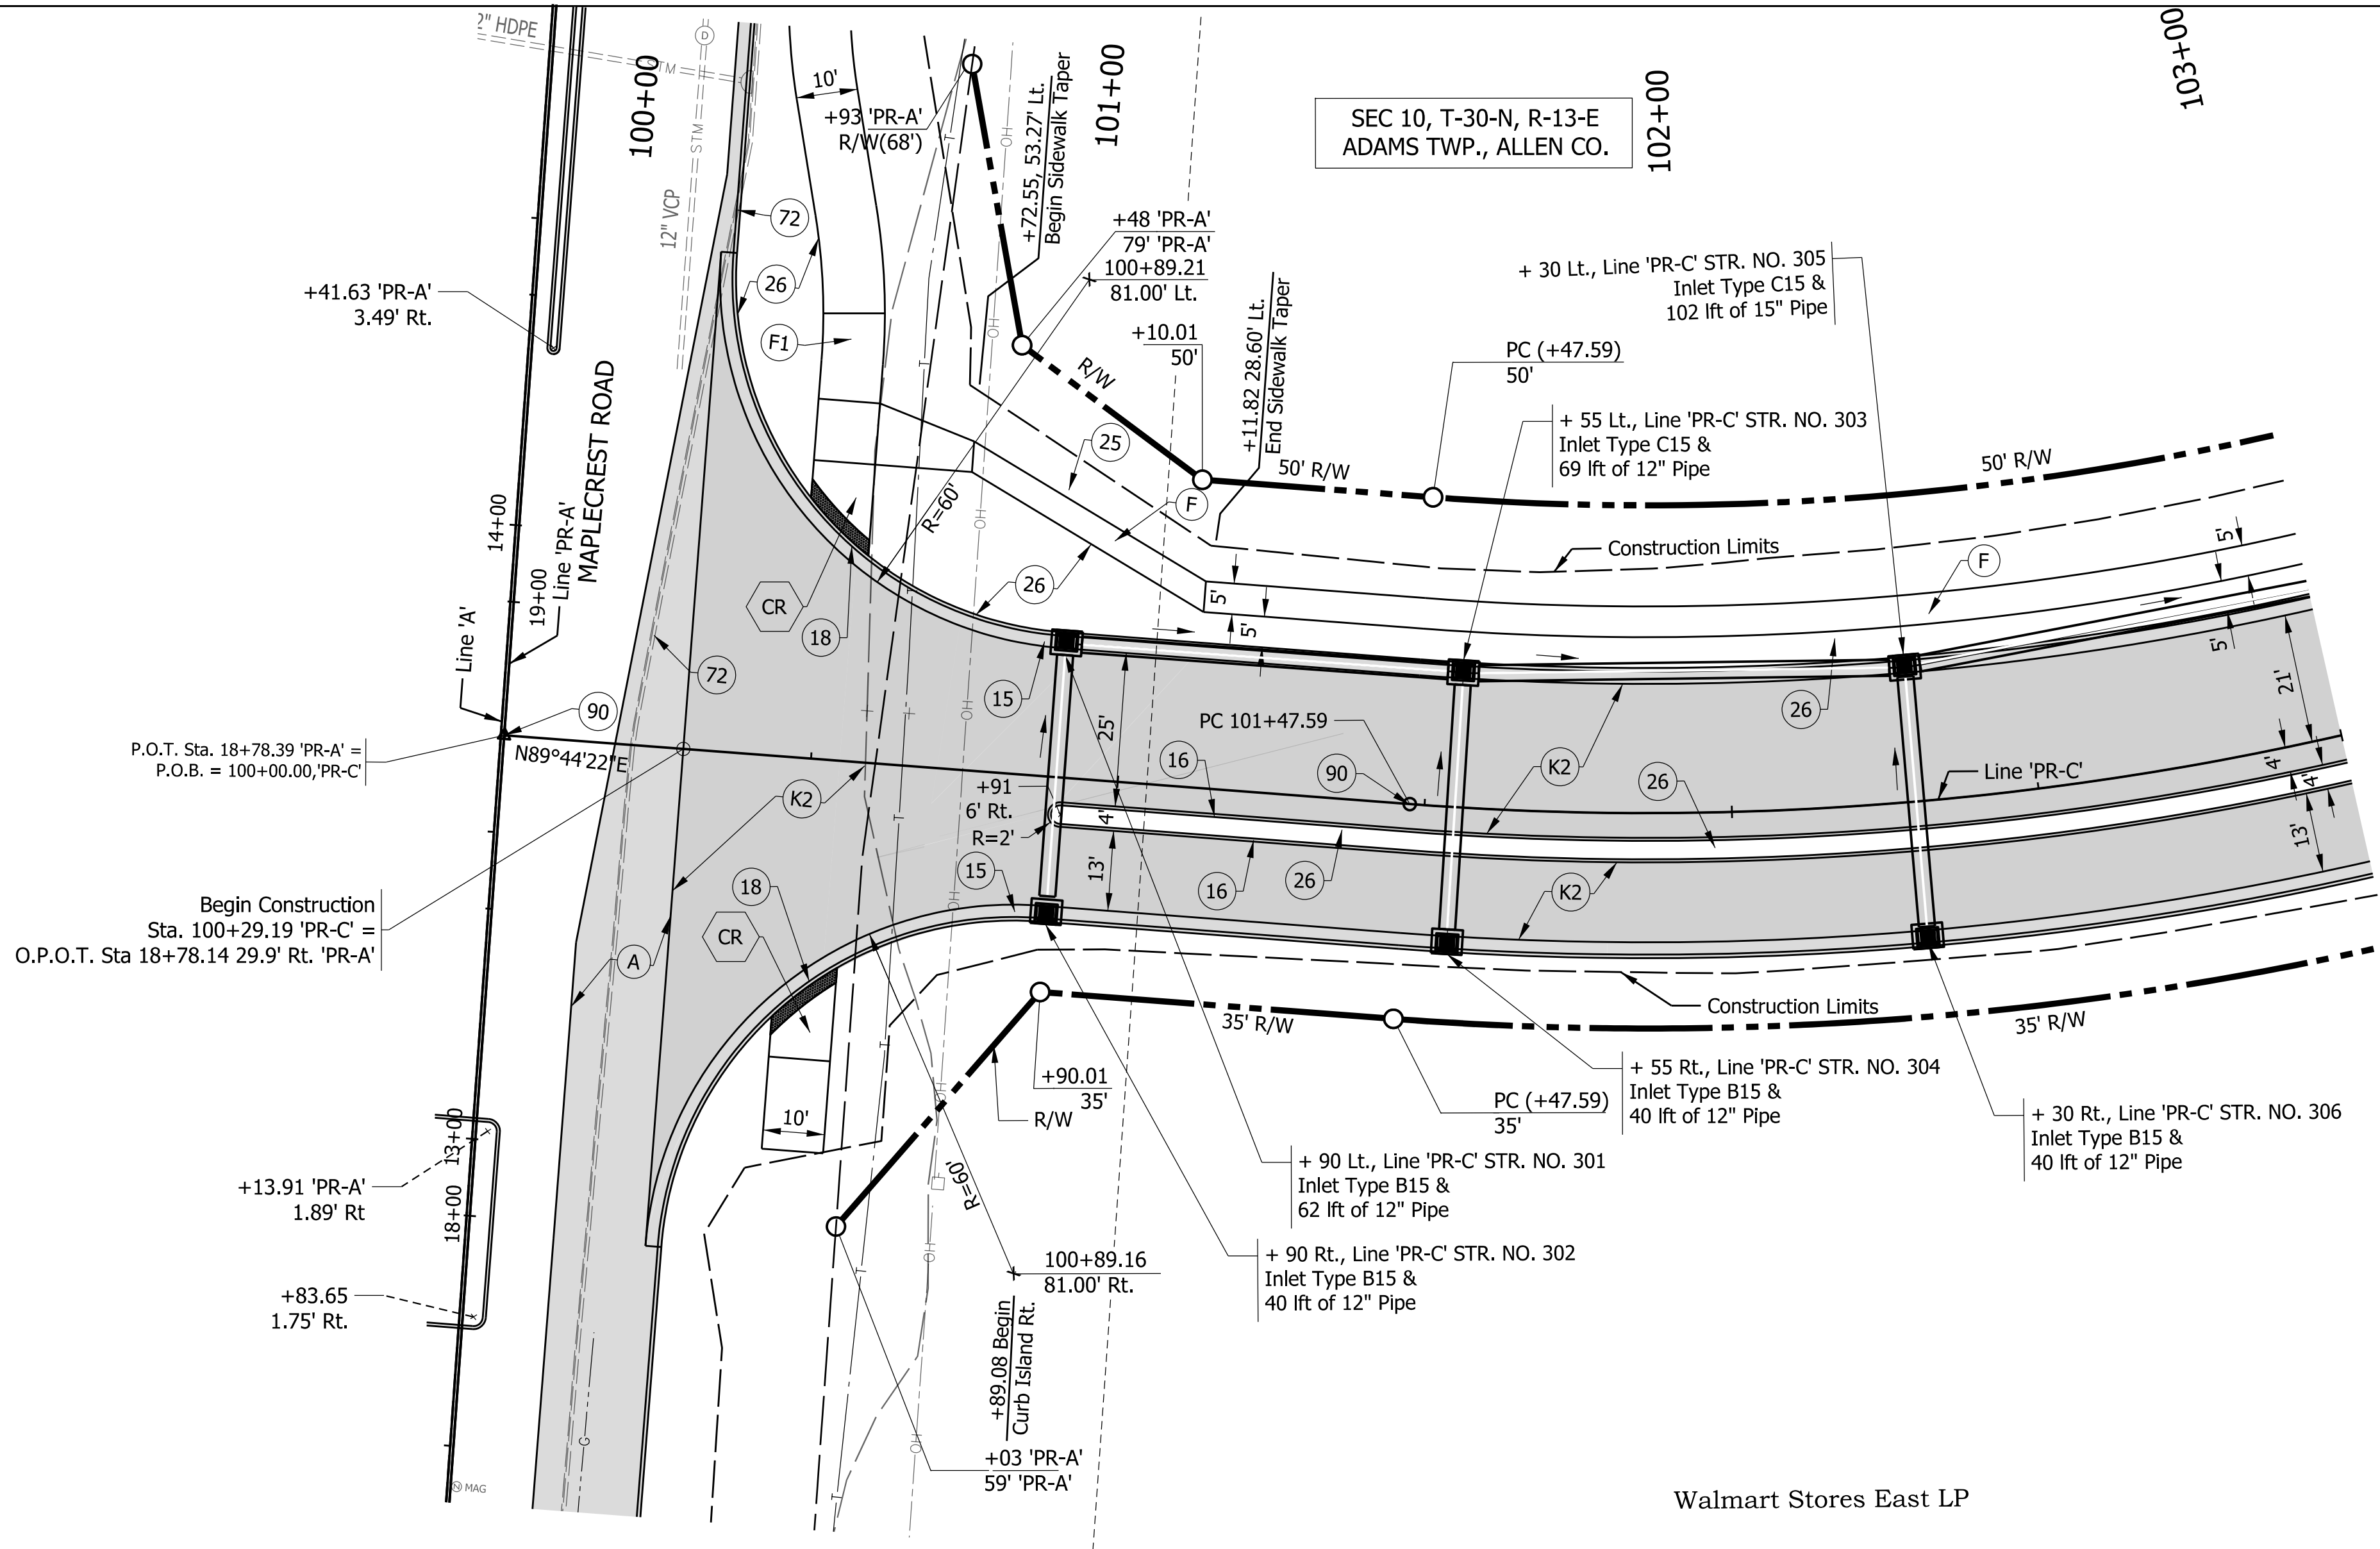 2" HDPE
STM
D
100+00
10'
+93 'PR-A'
R/W(68')
OH
T
+72.55, 53.27' Lt.
Begin Sidewalk Taper
101+00
SEC 10, T-30-N, R-13-E
ADAMS TWP., ALLEN CO.
102+00
103+00
STM
12" VCP
72
26
F1
+48 'PR-A'
79' 'PR-A'
100+89.21
81.00' Lt.
+41.63 'PR-A'
3.49' Rt.
OH
T
R/W
+10.01
50'
+11.82 28.60' Lt.
End Sidewalk Taper
PC (+47.59)
50'
+ 30 Lt., Line 'PR-C' STR. NO. 305
Inlet Type C15 &
102 lft of 15" Pipe
+ 55 Lt., Line 'PR-C' STR. NO. 303
Inlet Type C15 &
69 lft of 12" Pipe
50' R/W
50' R/W
25
F
14+00
19+00
Line 'PR-A'
MAPLECREST ROAD
R=60'
OH
Construction Limits
5'
F
Line 'A'
CR
18
26
T
5'
5'
5'
72
90
15
OH
25'
PC 101+47.59
26
21'
P.O.T. Sta. 18+78.39 'PR-A' =
P.O.B. = 100+00.00,'PR-C'
N89°44'22"E
K2
16
90
K2
26
Line 'PR-C'
4'
4'
+91
6' Rt.
R=2'
4'
T
13'
13'
15
16
26
K2
18
CR
OH
A
Begin Construction
Sta. 100+29.19 'PR-C' =
O.P.O.T. Sta 18+78.14 29.9' Rt. 'PR-A'
35' R/W
Construction Limits
35' R/W
T
+90.01
35'
R/W
OH
10'
PC (+47.59)
35'
+ 55 Rt., Line 'PR-C' STR. NO. 304
Inlet Type B15 &
40 lft of 12" Pipe
+ 30 Rt., Line 'PR-C' STR. NO. 306
Inlet Type B15 &
40 lft of 12" Pipe
13+00
18+00
+13.91 'PR-A'
1.89' Rt
R=60'
+ 90 Lt., Line 'PR-C' STR. NO. 301
Inlet Type B15 &
62 lft of 12" Pipe
OH
T
100+89.16
81.00' Rt.
+ 90 Rt., Line 'PR-C' STR. NO. 302
Inlet Type B15 &
40 lft of 12" Pipe
+83.65
1.75' Rt.
+89.08 Begin
Curb Island Rt.
G
OH
+03 'PR-A'
59' 'PR-A'
T
N MAG
Walmart Stores East LP